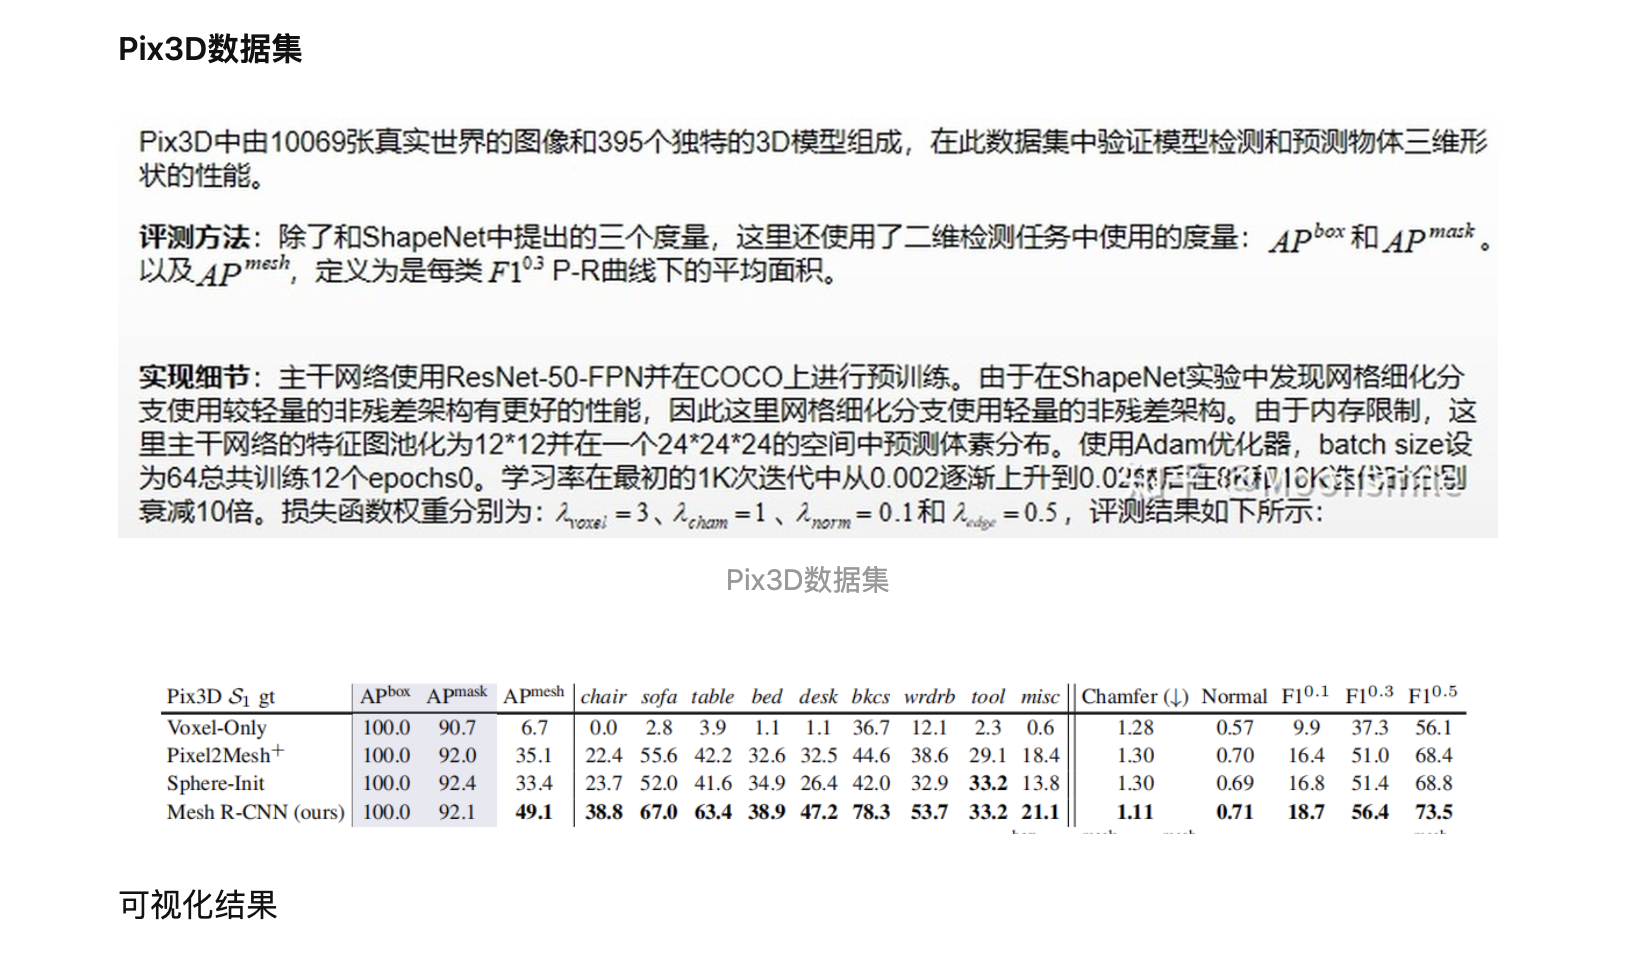 Pix3D数据集
Pix3D中由10069张真实世界的图像和395个独特的3D模型组成，在此数据集中验证模型检测和预测物体三维形
状的性能。
评测方法：除了和ShapeNet中提出的三个度量，这里还使用了二维检测任务中使用的度量：AP^box和AP^mask。
以及AP^mesh，定义为是每类F1^0.3 P-R曲线下的平均面积。
实现细节：主干网络使用ResNet-50-FPN并在COCO上进行预训练。由于在ShapeNet实验中发现网格细化分
支使用较轻量的非残差架构有更好的性能，因此这里网格细化分支使用轻量的非残差架构。由于内存限制，这
里主干网络的特征图池化为12*12并在一个24*24*24的空间中预测体素分布。使用Adam优化器，batch size设
为64总共训练12个epochs0。学习率在最初的1K次迭代中从0.002逐渐上升到0.02 在8K和10K迭代时分别
知乎 @Moonsmile
衰减10倍。损失函数权重分别为：λvoxel = 3、λcham = 1、λnorm = 0.1和λedge = 0.5，评测结果如下所示：
Pix3D数据集
Pix3D S1 gt AP^box AP^mask AP^mesh chair sofa table bed desk bkcs wrdrb tool misc Chamfer (↓) Normal F1^0.1 F1^0.3 F1^0.5
Voxel-Only 100.0 90.7 6.7 0.0 2.8 3.9 1.1 1.1 36.7 12.1 2.3 0.6 1.28 0.57 9.9 37.3 56.1
Pixel2Mesh+ 100.0 92.0 35.1 22.4 55.6 42.2 32.6 32.5 44.6 38.6 29.1 18.4 1.30 0.70 16.4 51.0 68.4
Sphere-Init 100.0 92.4 33.4 23.7 52.0 41.6 34.9 26.4 42.0 32.9 33.2 13.8 1.30 0.69 16.8 51.4 68.8
Mesh R-CNN (ours) 100.0 92.1 49.1 38.8 67.0 63.4 38.9 47.2 78.3 53.7 33.2 21.1 1.11 0.71 18.7 56.4 73.5
可视化结果